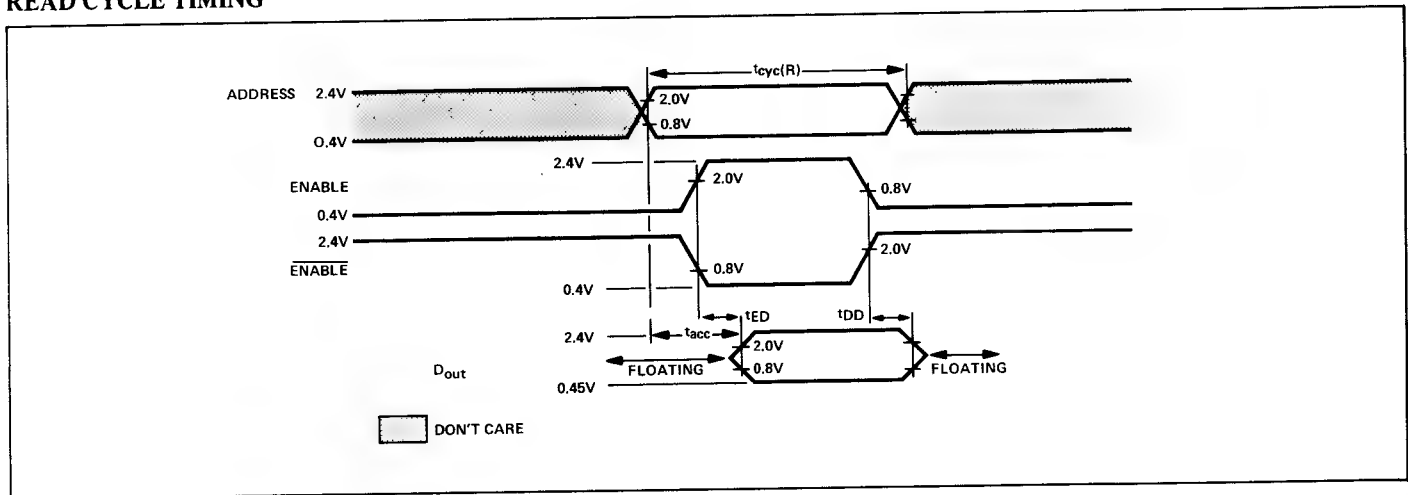 READ CYCLE TIMING
tcyc(R)
ADDRESS 2.4V
2.0V
0.8V
0.4V
2.4V
2.0V
ENABLE
0.8V
0.4V
2.4V
2.0V
ENABLE
0.8V
0.4V
tED
tDD
2.4V
tacc
2.0V
Dout
FLOATING
0.8V
FLOATING
0.45V
DON'T CARE